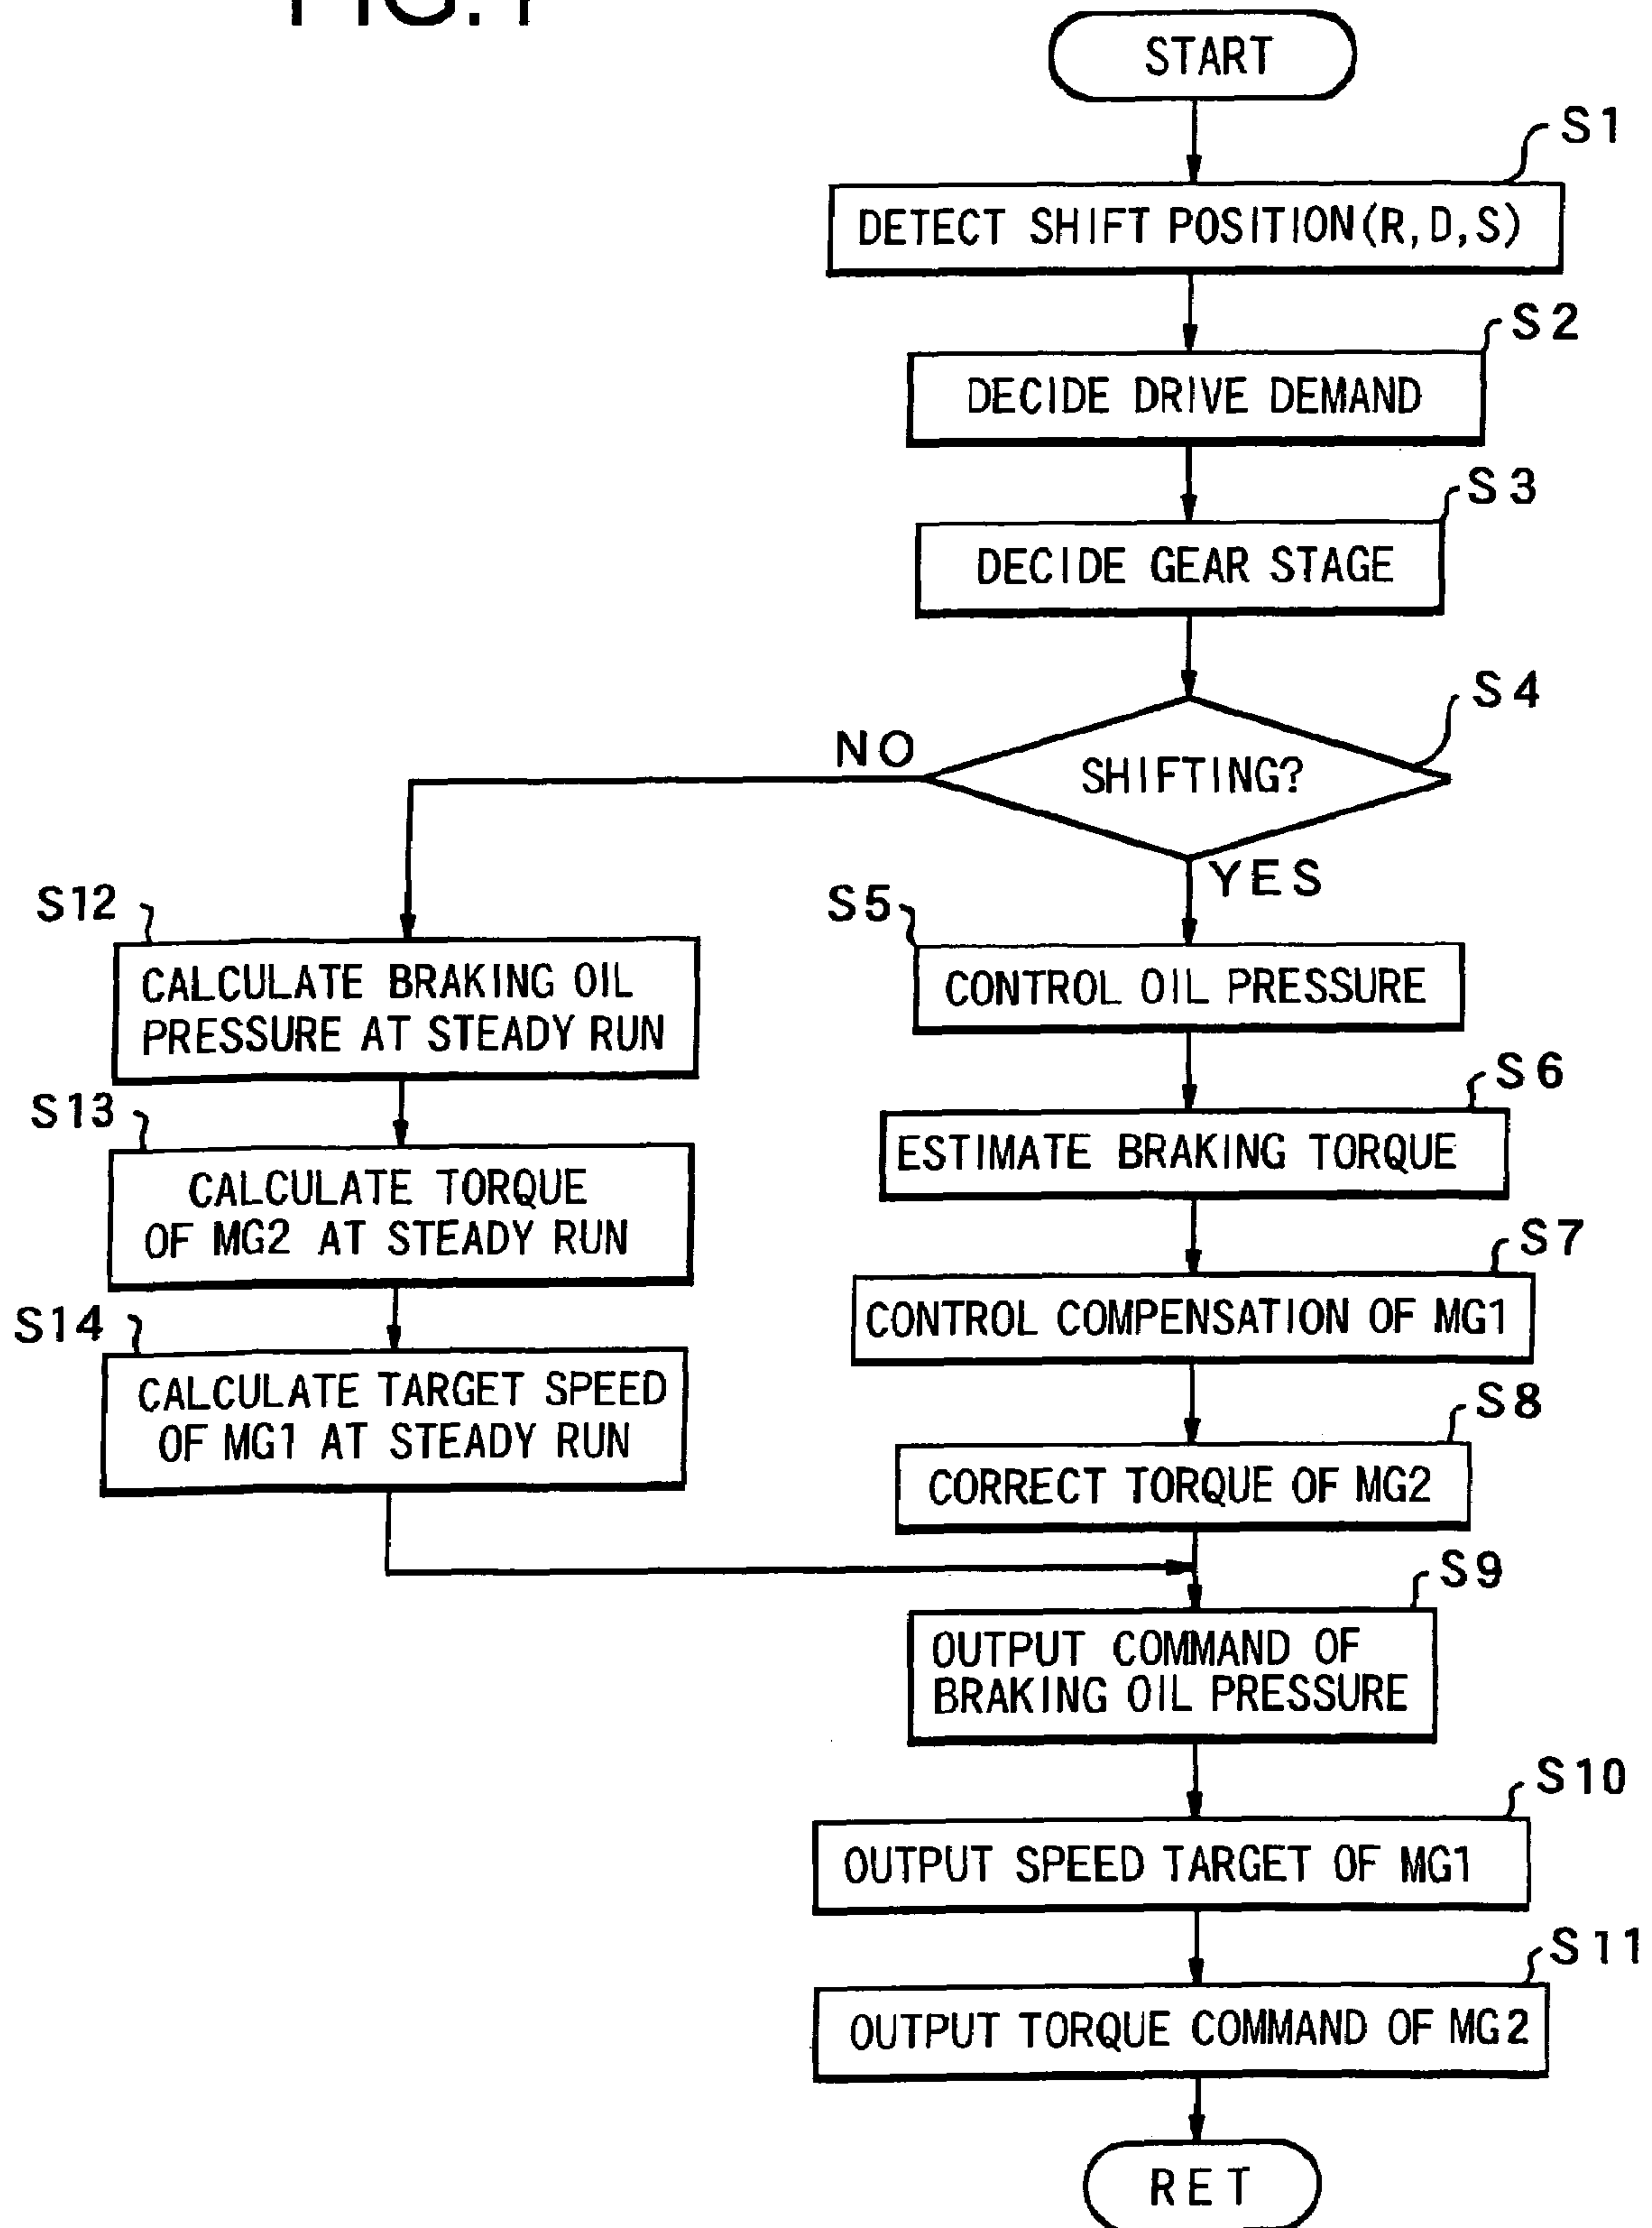 FIG.1
START
S1
DETECT SHIFT POSITION(R,D,S)
S2
DECIDE DRIVE DEMAND
S3
DECIDE GEAR STAGE
S4
SHIFTING?
NO
YES
S5
CONTROL OIL PRESSURE
S6
ESTIMATE BRAKING TORQUE
S7
CONTROL COMPENSATION OF MG1
S8
CORRECT TORQUE OF MG2
S12
CALCULATE BRAKING OIL
PRESSURE AT STEADY RUN
S13
CALCULATE TORQUE
OF MG2 AT STEADY RUN
S14
CALCULATE TARGET SPEED
OF MG1 AT STEADY RUN
S9
OUTPUT COMMAND OF
BRAKING OIL PRESSURE
S10
OUTPUT SPEED TARGET OF MG1
S11
OUTPUT TORQUE COMMAND OF MG2
RET